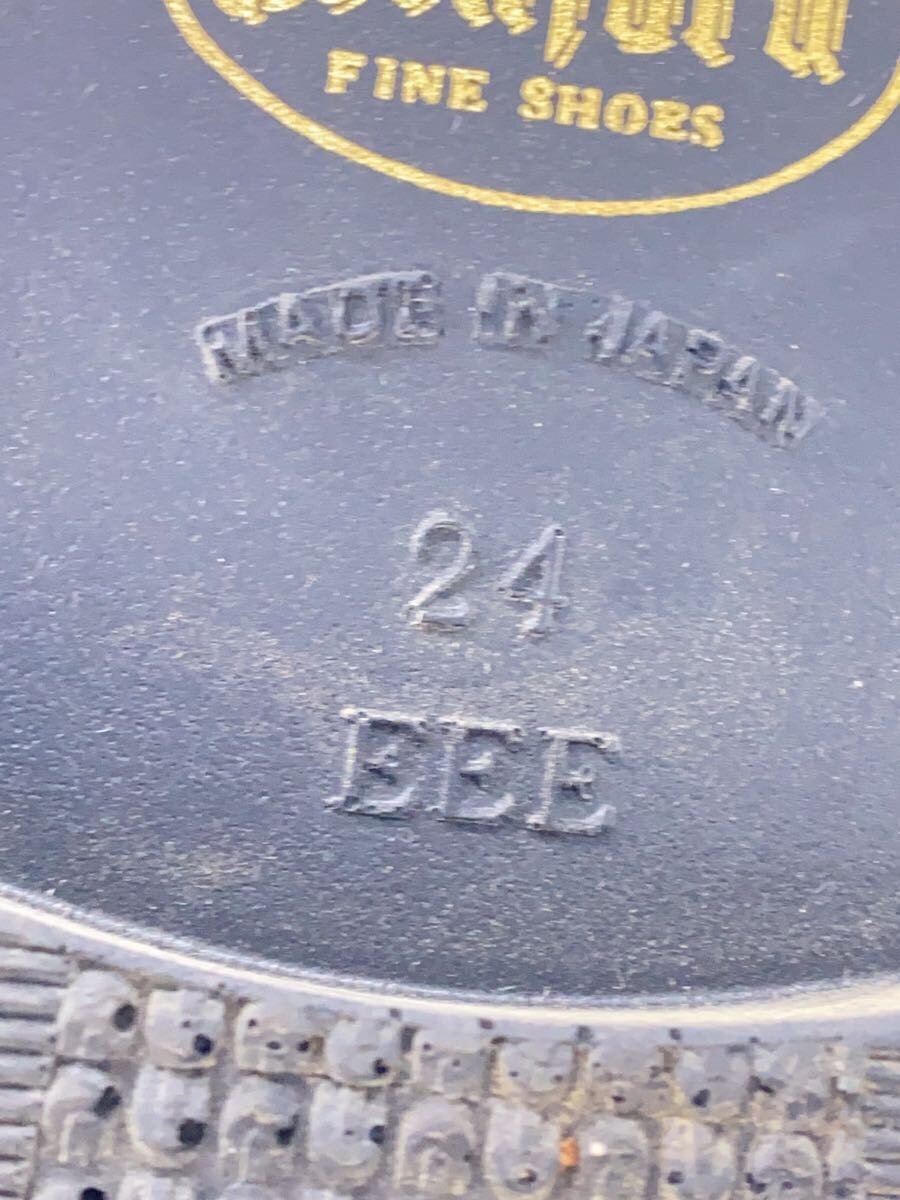 FINE SHOES
MADE IN JAPAN
24
EEE